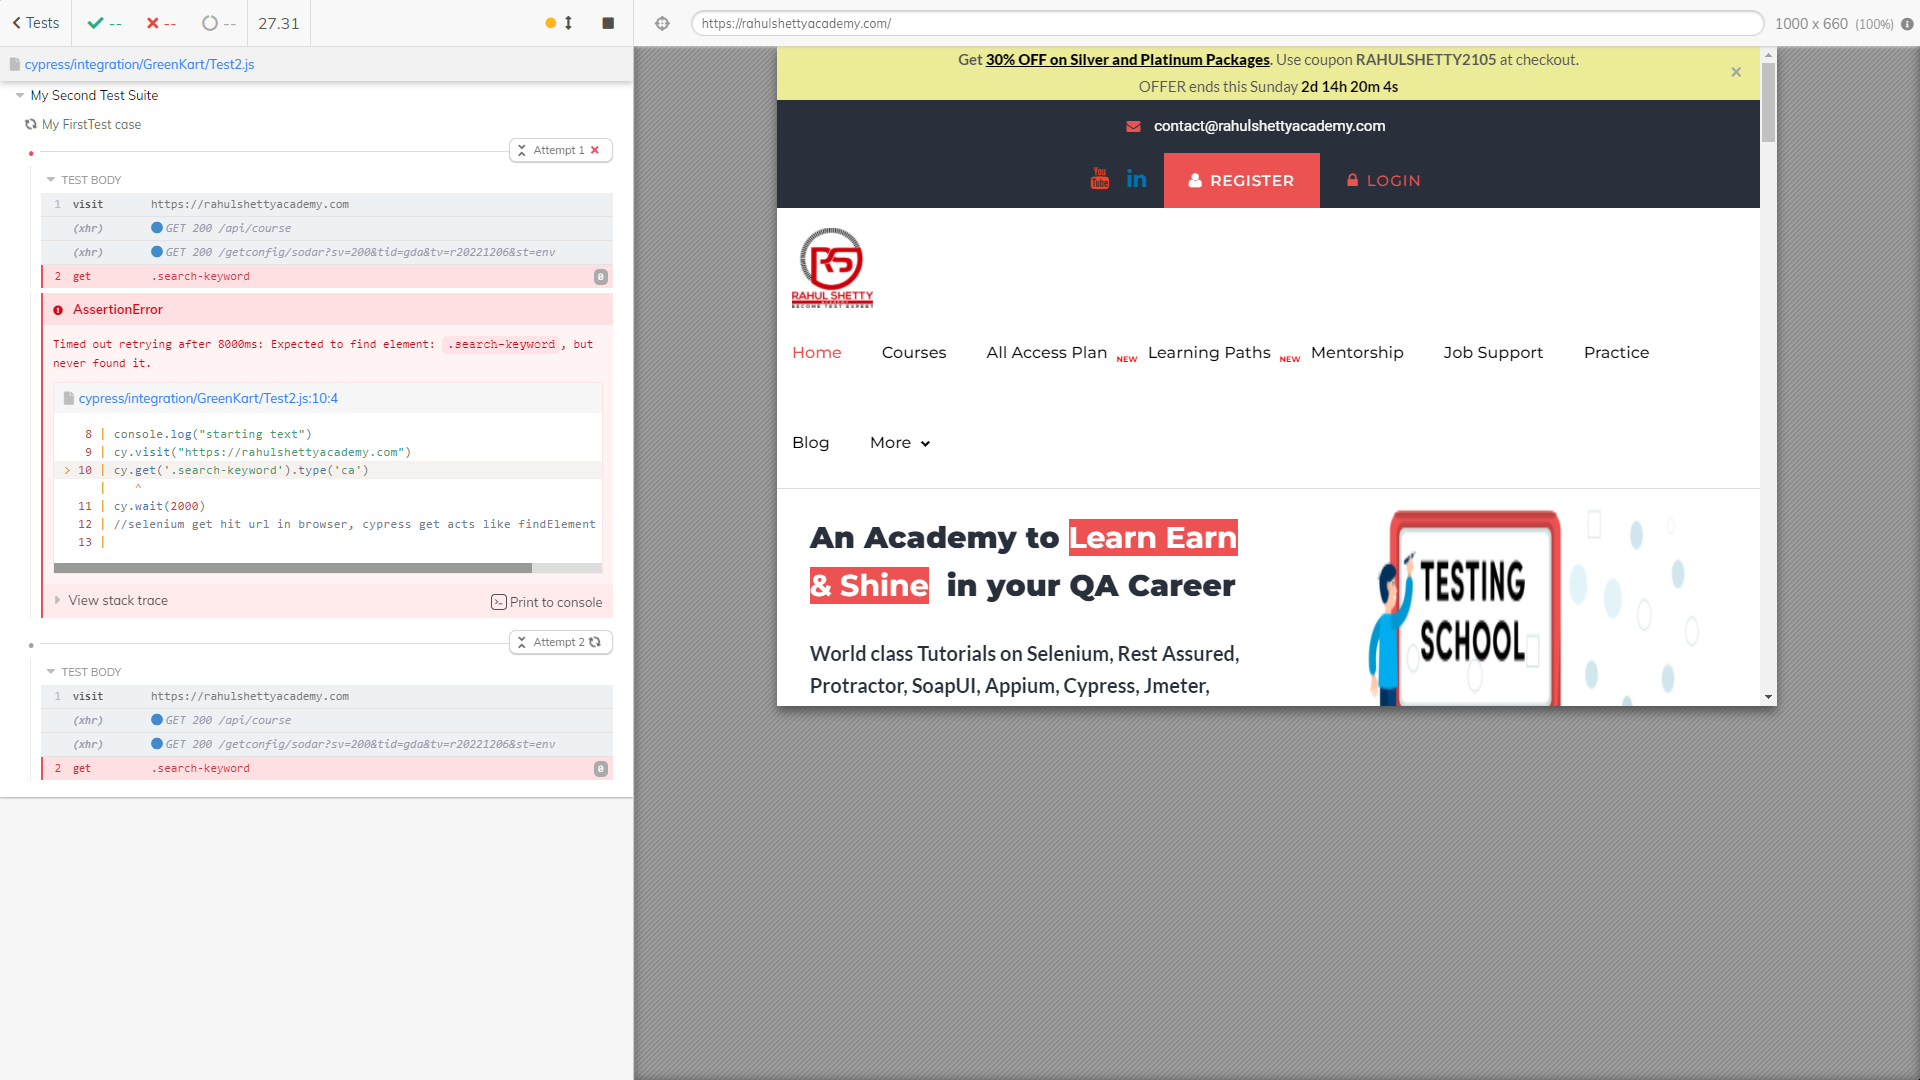 Tests
--
--
--
27.31
cypress/integration/GreenKart/Test2.js
My Second Test Suite
My FirstTest case
Attempt 1
TEST BODY
1 visit https://rahulshettyacademy.com
(xhr) GET 200 /api/course
(xhr) GET 200 /getconfig/sodar?sv=200&tid=gda&tv=r20221206&st=env
2 get .search-keyword 0
AssertionError
Timed out retrying after 8000ms: Expected to find element: .search-keyword, but
never found it.
cypress/integration/GreenKart/Test2.js:10:4
8 | console.log("starting text")
9 | cy.visit("https://rahulshettyacademy.com")
> 10 | cy.get('.search-keyword').type('ca')
| ^
11 | cy.wait(2000)
12 | //selenium get hit url in browser, cypress get acts like findElement
13 |
View stack trace
Print to console
Attempt 2
TEST BODY
1 visit https://rahulshettyacademy.com
(xhr) GET 200 /api/course
(xhr) GET 200 /getconfig/sodar?sv=200&tid=gda&tv=r20221206&st=env
2 get .search-keyword 0
https://rahulshettyacademy.com/
1000 x 660 (100%)
Get 30% OFF on Silver and Platinum Packages. Use coupon RAHULSHETTY2105 at checkout.
OFFER ends this Sunday 2d 14h 20m 4s
×
contact@rahulshettyacademy.com
You Tube
in
REGISTER
LOGIN
RS
RAHUL SHETTY
ACADEMY
BECOME TEST EXPERT
Home Courses All Access Plan NEW Learning Paths NEW Mentorship Job Support Practice
Blog More
An Academy to Learn Earn
& Shine in your QA Career
World class Tutorials on Selenium, Rest Assured,
Protractor, SoapUI, Appium, Cypress, Jmeter,
TESTING
SCHOOL